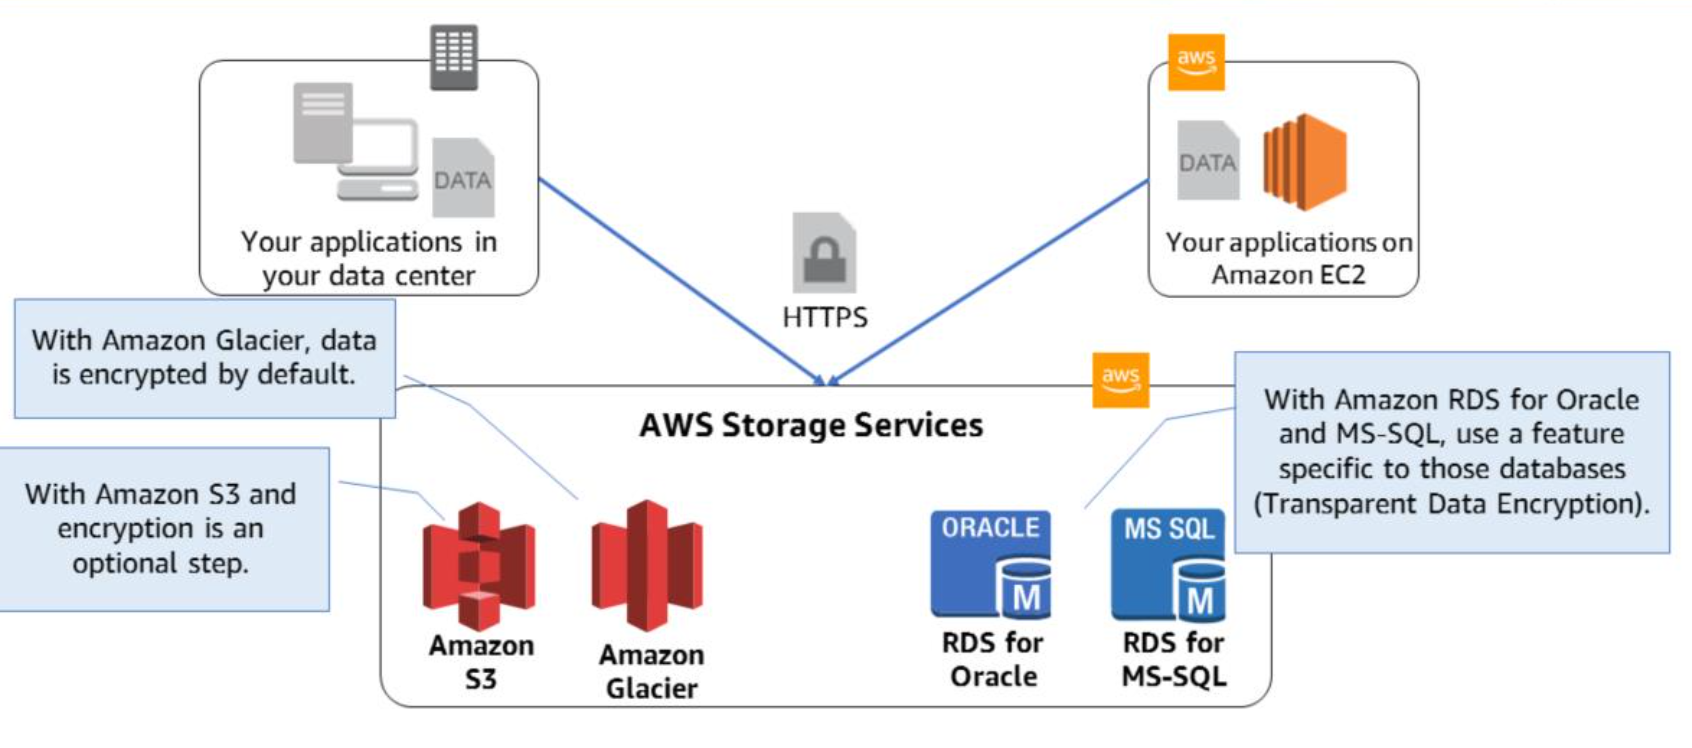 aws
DATA
Your applications in
your data center
aws
DATA
Your applications on
Amazon EC2
HTTPS
With Amazon Glacier, data
is encrypted by default.
With Amazon S3 and
encryption is an
optional step.
aws
AWS Storage Services
With Amazon RDS for Oracle
and MS-SQL, use a feature
specific to those databases
(Transparent Data Encryption).
Amazon
S3
Amazon
Glacier
ORACLE
M
RDS for
Oracle
MS SQL
M
RDS for
MS-SQL